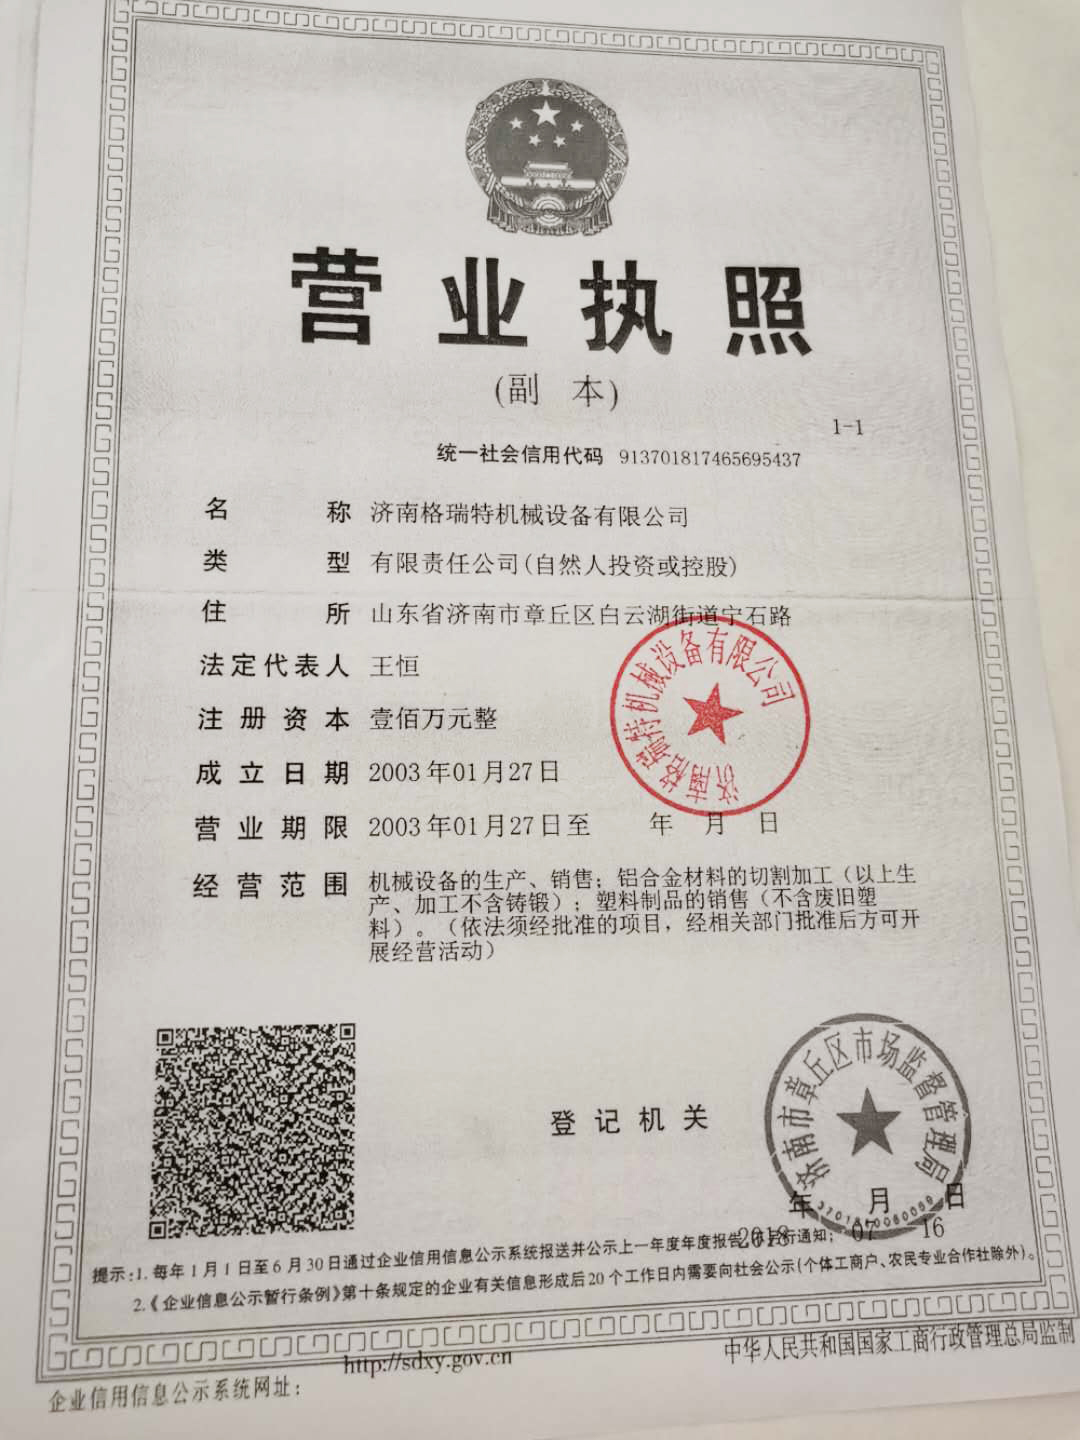 营业执照
(副 本)
1-1
统一社会信用代码 913701817465695437
名称 济南格瑞特机械设备有限公司
类型 有限责任公司(自然人投资或控股)
住所 山东省济南市章丘区白云湖街道宁石路
法定代表人 王恒
注册资本 壹佰万元整
成立日期 2003年01月27日
营业期限 2003年01月27日至 年 月 日
经营范围 机械设备的生产、销售；铝合金材料的切割加工（以上生
产、加工不含铸锻）；塑料制品的销售（不含废旧塑
料）。（依法须经批准的项目，经相关部门批准后方可开
展经营活动）
济南格瑞特机械设备有限公司
登记机关
济南市章丘区市场监督管理局
年 月 日
2018 07 16
提示:1. 每年1月1日至6月30日通过企业信用信息公示系统报送并公示上一年度年度报告,不另行通知;
2.《企业信息公示暂行条例》第十条规定的企业有关信息形成后20个工作日内需要向社会公示(个体工商户、农民专业合作社除外)。
http://sdxy.gov.cn
中华人民共和国国家工商行政管理总局监制
企业信用信息公示系统网址: